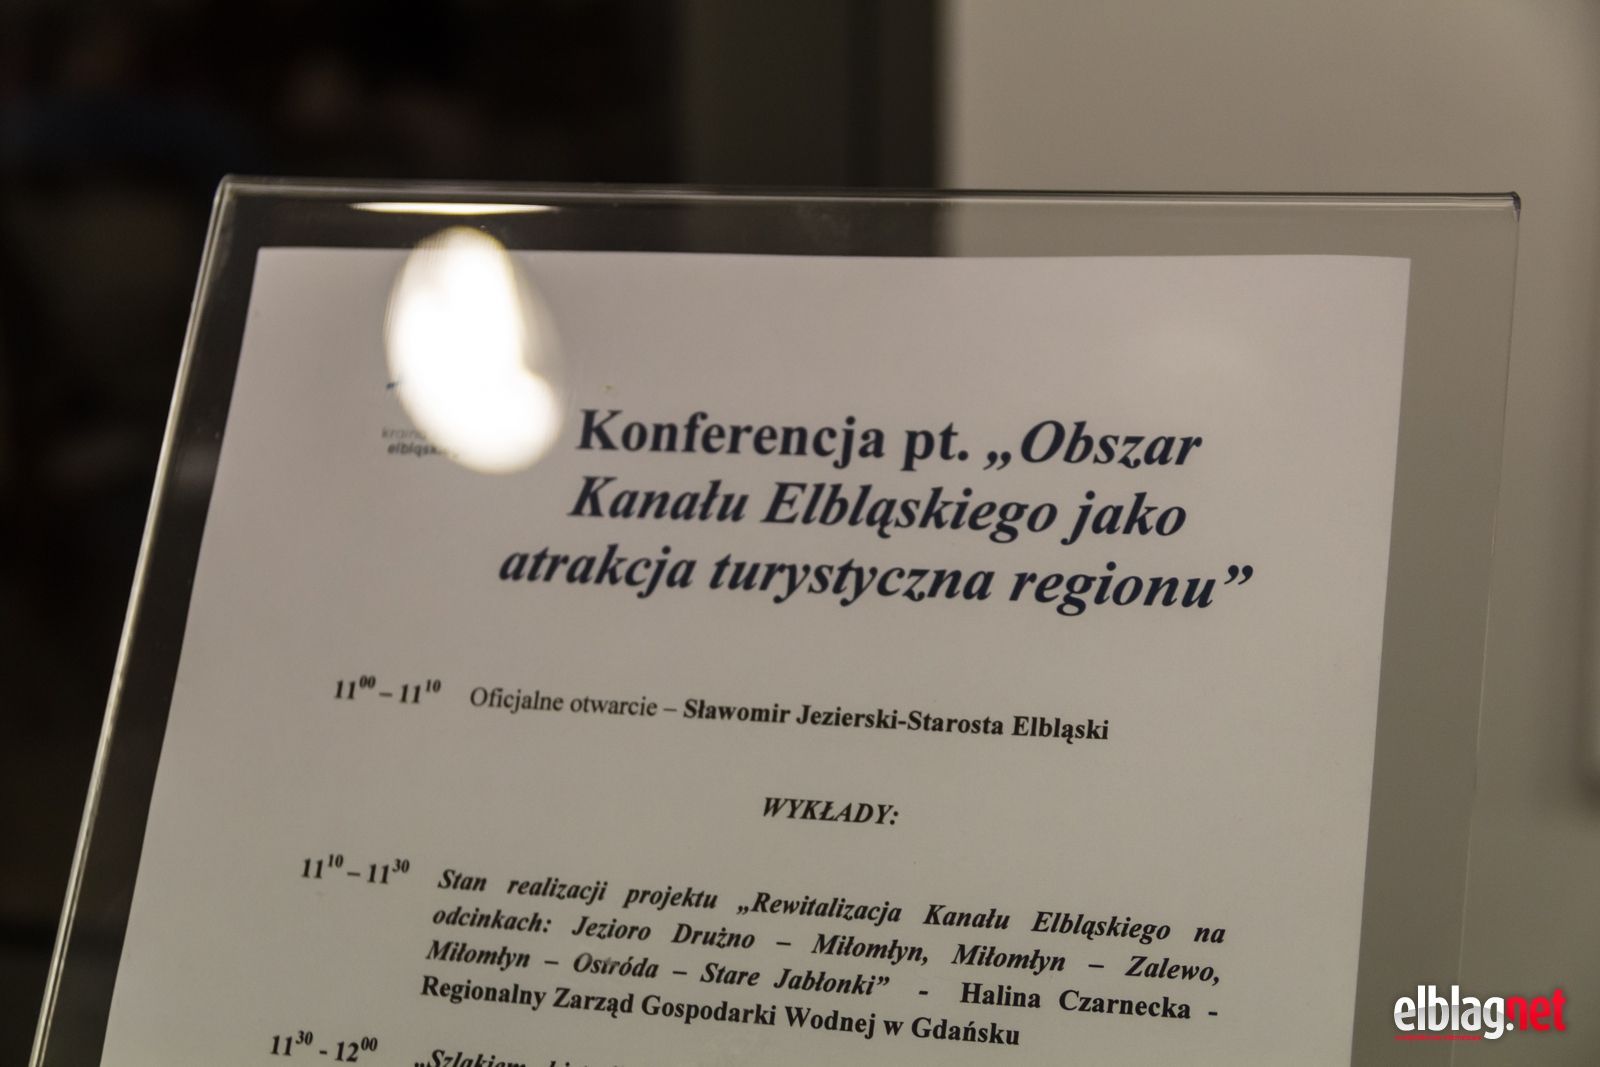 Konferencja pt. „Obszar
Kanału Elbląskiego jako
atrakcja turystyczna regionu”
11⁰⁰ – 11¹⁰ Oficjalne otwarcie – Sławomir Jezierski-Starosta Elbląski
WYKŁADY:
11¹⁰ – 11³⁰ Stan realizacji projektu „Rewitalizacja Kanału Elbląskiego na
odcinkach: Jezioro Drużno – Miłomłyn, Miłomłyn – Zalewo,
Miłomłyn – Ostróda – Stare Jabłonki” - Halina Czarnecka -
Regionalny Zarząd Gospodarki Wodnej w Gdańsku
11³⁰ - 12⁰⁰ „Szlakiem
elblag.net